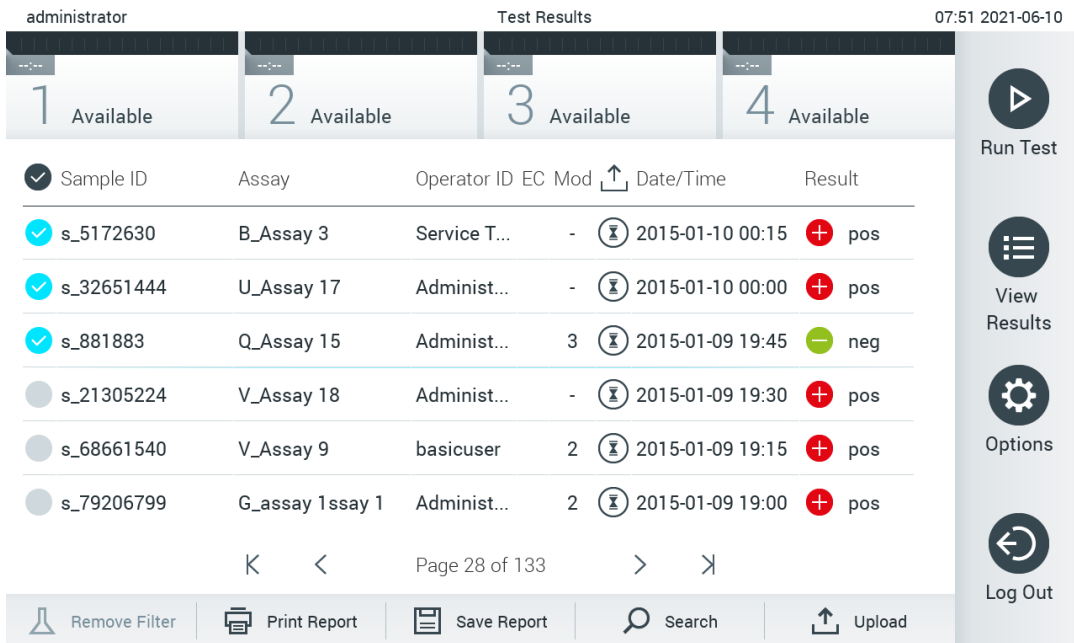 administrator Test Results 07:51 2021-06-10
--:-- --:-- --:-- --:--
1 Available 2 Available 3 Available 4 Available
Run Test
Sample ID Assay Operator ID EC Mod Date/Time Result
s_5172630 B_Assay 3 Service T... - 2015-01-10 00:15 pos
s_32651444 U_Assay 17 Administ... - 2015-01-10 00:00 pos
s_881883 Q_Assay 15 Administ... 3 2015-01-09 19:45 neg
s_21305224 V_Assay 18 Administ... - 2015-01-09 19:30 pos
s_68661540 V_Assay 9 basicuser 2 2015-01-09 19:15 pos
s_79206799 G_assay 1ssay 1 Administ... 2 2015-01-09 19:00 pos
View
Results
Options
Page 28 of 133
Log Out
Remove Filter Print Report Save Report Search Upload